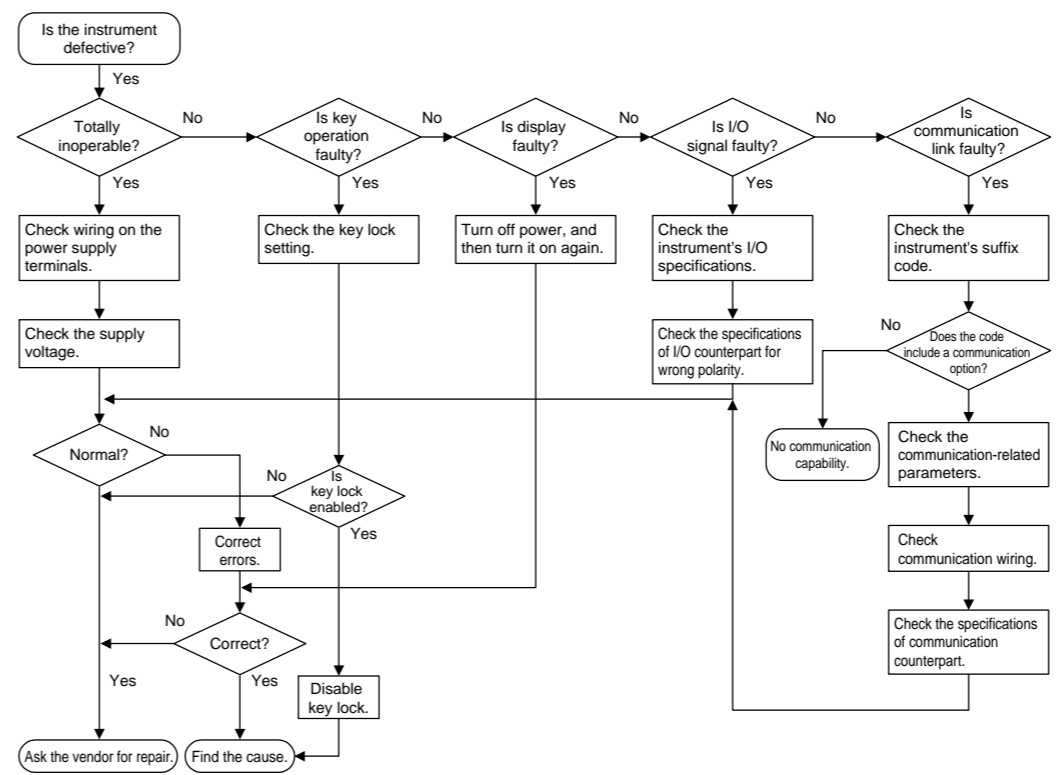 Is the instrument
defective?
Yes
Totally
inoperable?
No
Is key
operation
faulty?
No
Is display
faulty?
No
Is I/O
signal faulty?
No
Is
communication
link faulty?
Yes
Yes
Yes
Yes
Yes
Check wiring on the
power supply
terminals.
Check the key lock
setting.
Turn off power, and
then turn it on again.
Check the
instrument's I/O
specifications.
Check the
instrument's suffix
code.
Check the supply
voltage.
Check the specifications
of I/O counterpart for
wrong polarity.
No
Does the code
include a communication
option?
Yes
Normal?
No
No communication
capability.
Check the
communication-related
parameters.
No
Is
key lock
enabled?
Yes
Correct
errors.
Check
communication wiring.
No
Correct?
Check the specifications
of communication
counterpart.
Yes
Yes
Disable
key lock.
Ask the vendor for repair.
Find the cause.